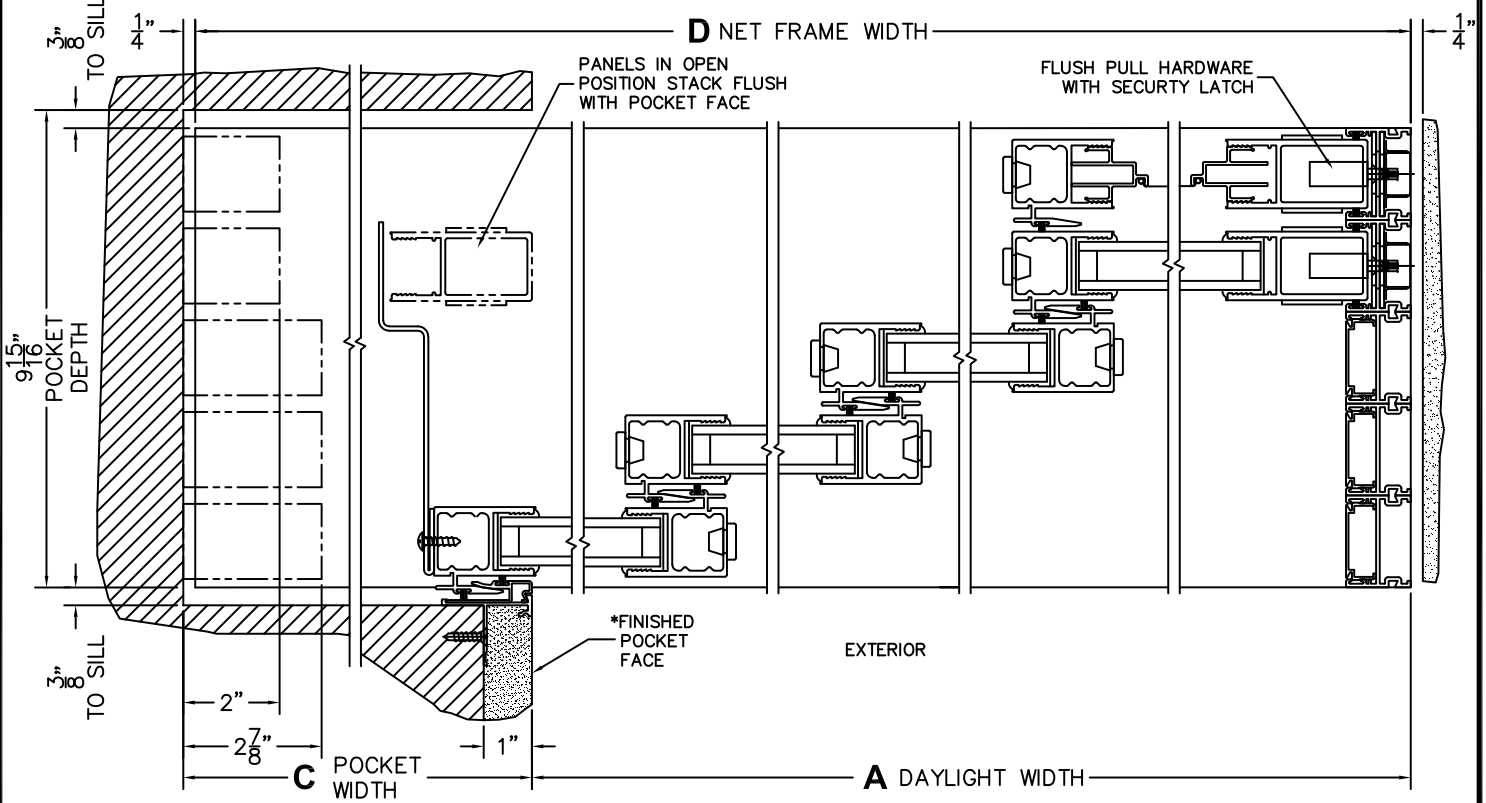 3/8"
TO SILL
1/4"
D NET FRAME WIDTH
1/4"
PANELS IN OPEN
POSITION STACK FLUSH
WITH POCKET FACE
FLUSH PULL HARDWARE
WITH SECURTY LATCH
9 15/16"
POCKET
DEPTH
*FINISHED
POCKET
FACE
EXTERIOR
3/8"
TO SILL
2"
2 7/8"
1"
C POCKET
WIDTH
A DAYLIGHT WIDTH